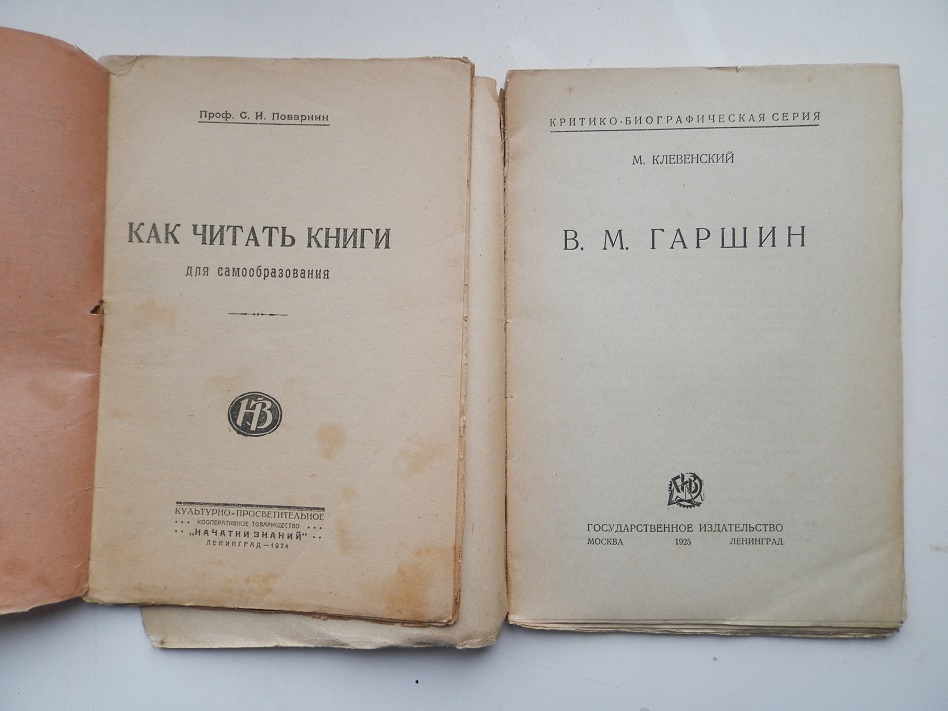 Проф. С. И. Поварнин
КАК ЧИТАТЬ КНИГИ
для самообразования
НВ
КУЛЬТУРНО-ПРОСВЕТИТЕЛЬНОЕ
КООПЕРАТИВНОЕ ТОВАРИЩЕСТВО
„НАЧАТКИ ЗНАНИЙ"
ЛЕНИНГРАД—1924
КРИТИКО-БИОГРАФИЧЕСКАЯ СЕРИЯ
М. КЛЕВЕНСКИЙ
В. М. ГАРШИН
ГОСУДАРСТВЕННОЕ ИЗДАТЕЛЬСТВО
МОСКВА 1925 ЛЕНИНГРАД